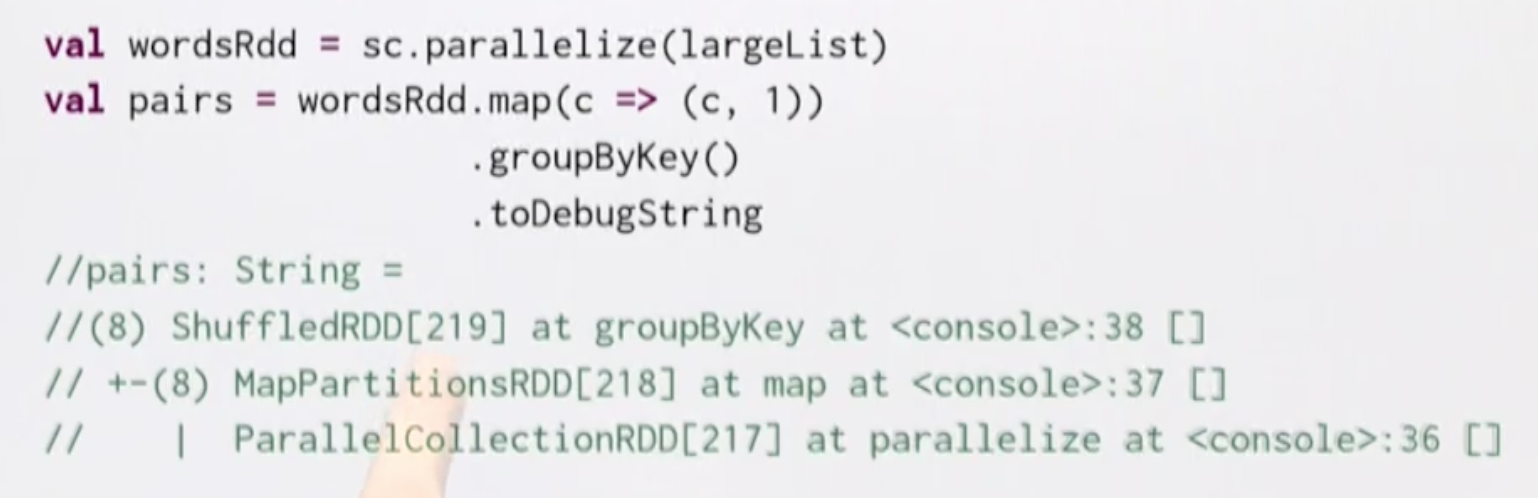 val wordsRdd = sc.parallelize(largeList)
val pairs = wordsRdd.map(c => (c, 1))
.groupByKey()
.toDebugString
//pairs: String =
//(8) ShuffledRDD[219] at groupByKey at <console>:38 []
// +-(8) MapPartitionsRDD[218] at map at <console>:37 []
// | ParallelCollectionRDD[217] at parallelize at <console>:36 []